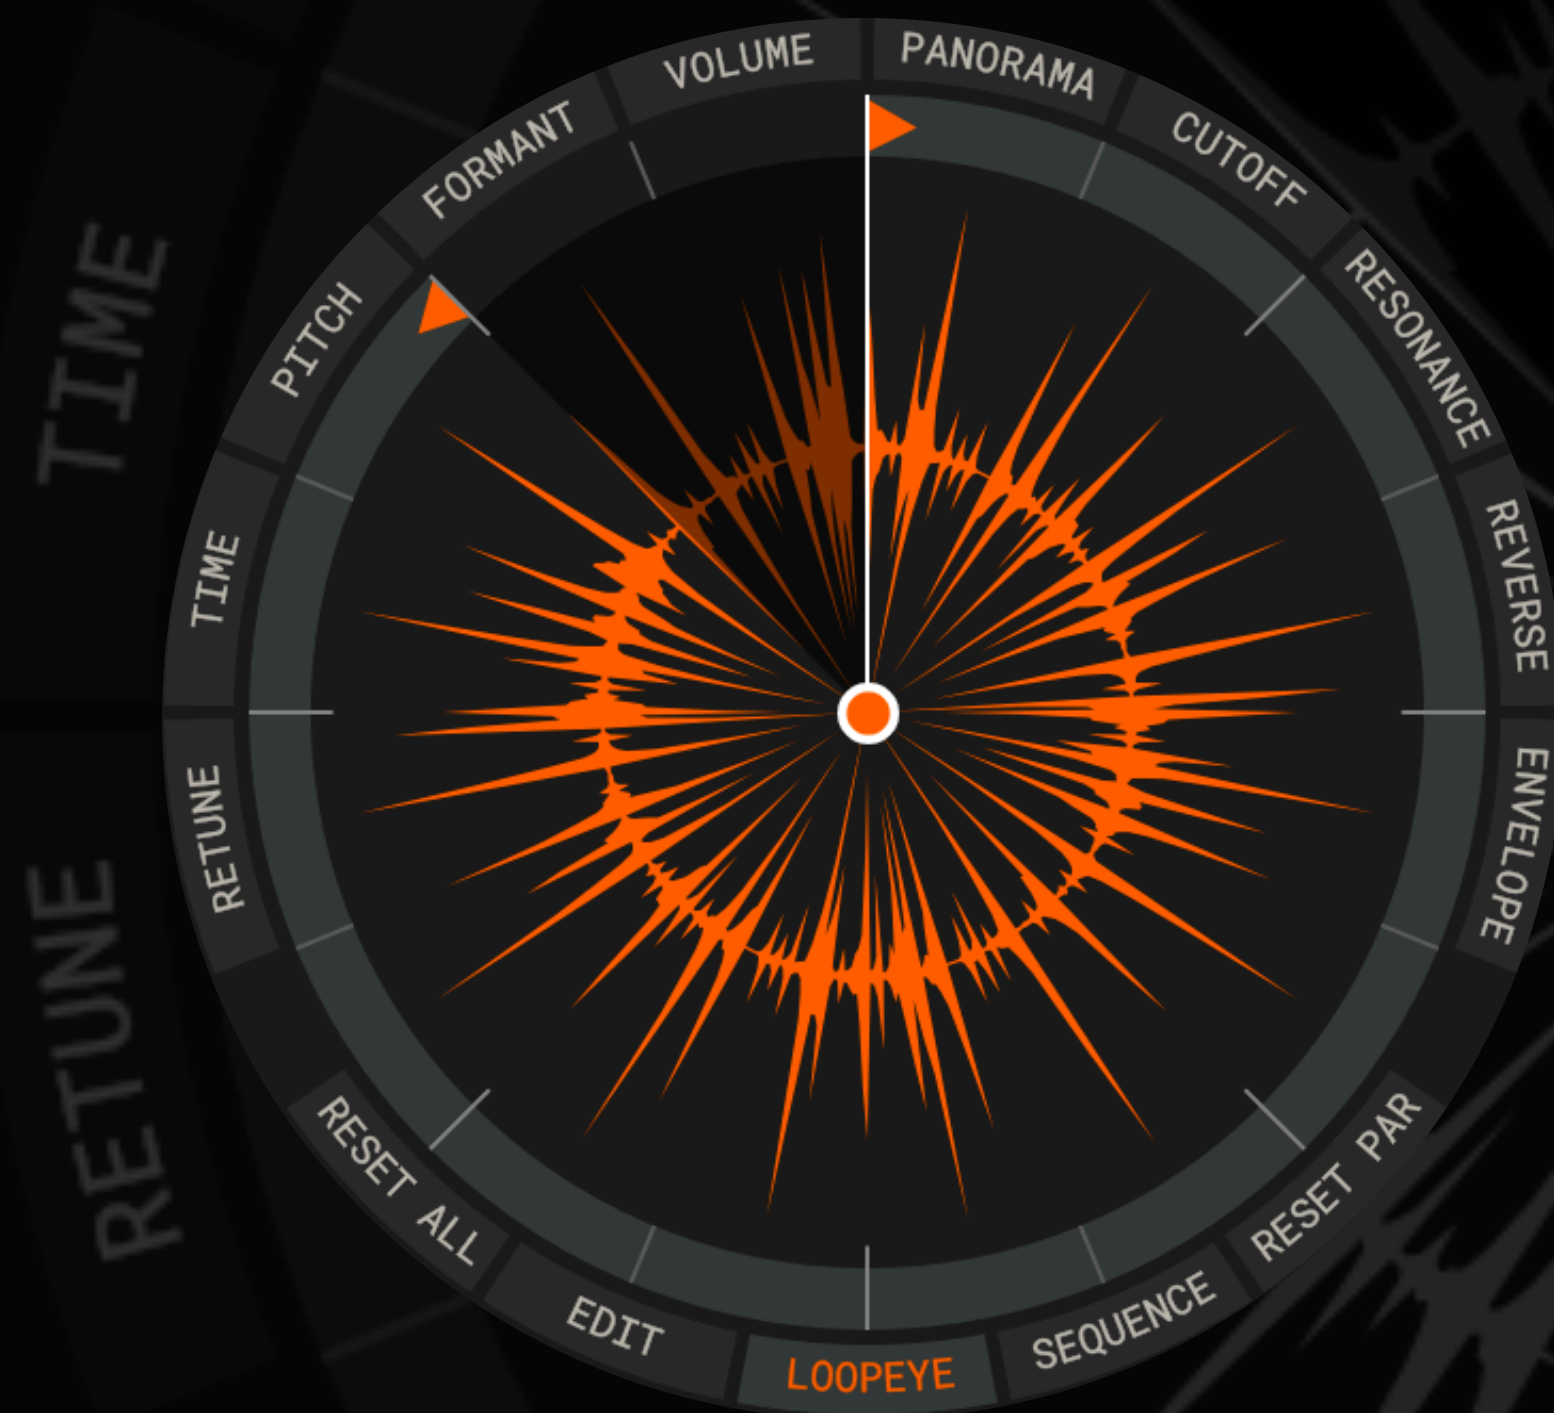 VOLUME
PANORAMA
FORMANT
CUTOFF
PITCH
RESONANCE
TIME
TIME
REVERSE
RETUNE
RETUNE
ENVELOPE
RESET ALL
RESET PAR
EDIT
SEQUENCE
LOOPEYE